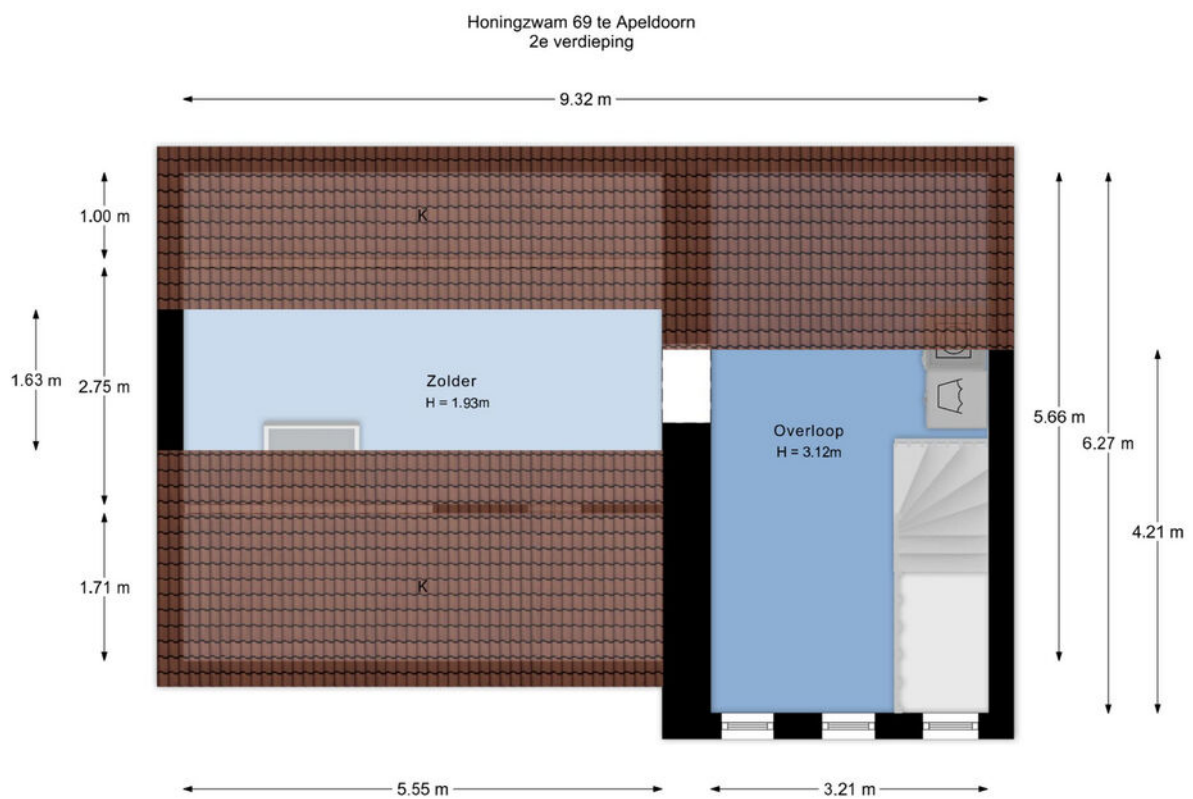 Honingzwam 69 te Apeldoorn
2e verdieping
9.32 m
1.00 m
K
1.63 m
2.75 m
Zolder
H = 1.93m
Overloop
H = 3.12m
5.66 m
6.27 m
4.21 m
1.71 m
K
5.55 m
3.21 m